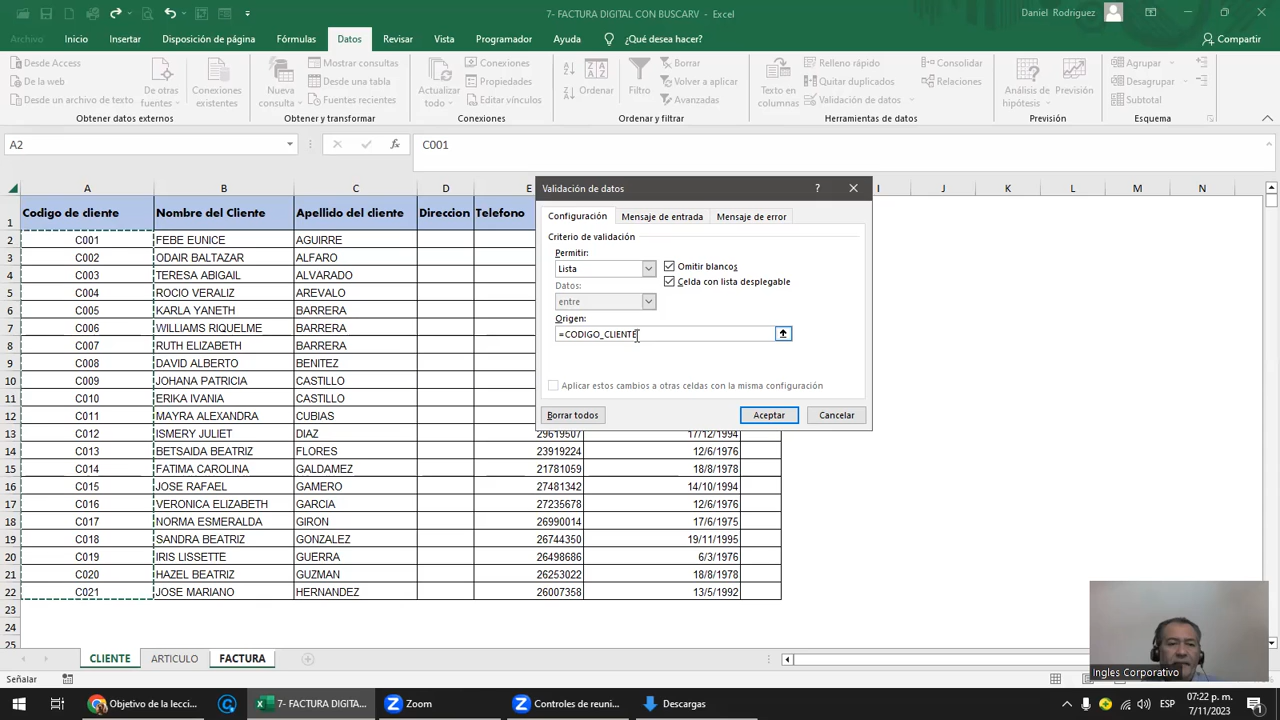 7- FACTURA DIGITAL CON BUSCARV - Excel
Daniel Rodriguez
Archivo Inicio Insertar Disposición de página Fórmulas Datos Revisar Vista Programador Ayuda ¿Qué desea hacer? Compartir
Desde Access
De la web
Desde un archivo de texto
De otras fuentes
Conexiones existentes
Obtener datos externos
Nueva consulta
Mostrar consultas
Desde una tabla
Fuentes recientes
Obtener y transformar
Actualizar todo
Conexiones
Propiedades
Editar vínculos
Conexiones
Ordenar
Filtro
Borrar
Volver a aplicar
Avanzadas
Ordenar y filtrar
Texto en columnas
Relleno rápido
Quitar duplicados
Validación de datos
Consolidar
Relaciones
Herramientas de datos
Análisis de hipótesis
Previsión
Previsión
Agrupar
Desagrupar
Subtotal
Esquema
A2 fx C001
A B C D E I J K L M N
1 Codigo de cliente Nombre del Cliente Apellido del cliente Direccion Telefono
2 C001 FEBE EUNICE AGUIRRE
3 C002 ODAIR BALTAZAR ALFARO
4 C003 TERESA ABIGAIL ALVARADO
5 C004 ROCIO VERALIZ AREVALO
6 C005 KARLA YANETH BARRERA
7 C006 WILLIAMS RIQUELME BARRERA
8 C007 RUTH ELIZABETH BARRERA
9 C008 DAVID ALBERTO BENITEZ
10 C009 JOHANA PATRICIA CASTILLO
11 C010 ERIKA IVANIA CASTILLO
12 C011 MAYRA ALEXANDRA CUBIAS
13 C012 ISMERY JULIET DIAZ 29619507 17/12/1994
14 C013 BETSAIDA BEATRIZ FLORES 23919224 12/6/1976
15 C014 FATIMA CAROLINA GALDAMEZ 21781059 18/8/1978
16 C015 JOSE RAFAEL GAMERO 27481342 14/10/1994
17 C016 VERONICA ELIZABETH GARCIA 27235678 12/6/1976
18 C017 NORMA ESMERALDA GIRON 26990014 17/6/1975
19 C018 SANDRA BEATRIZ GONZALEZ 26744350 19/11/1995
20 C019 IRIS LISSETTE GUERRA 26498686 6/3/1976
21 C020 HAZEL BEATRIZ GUZMAN 26253022 18/8/1978
22 C021 JOSE MARIANO HERNANDEZ 26007358 13/5/1992
23
24
25
Validación de datos ?
Configuración Mensaje de entrada Mensaje de error
Criterio de validación
Permitir:
Lista
Omitir blancos
Celda con lista desplegable
Datos:
entre
Origen:
=CODIGO_CLIENTE
Aplicar estos cambios a otras celdas con la misma configuración
Borrar todos Aceptar Cancelar
CLIENTE ARTICULO FACTURA
Señalar
Ingles Corporativo
Objetivo de la lecci...
7- FACTURA DIGITA...
Zoom
Controles de reuni...
Descargas
ESP
07:22 p. m.
7/11/2023